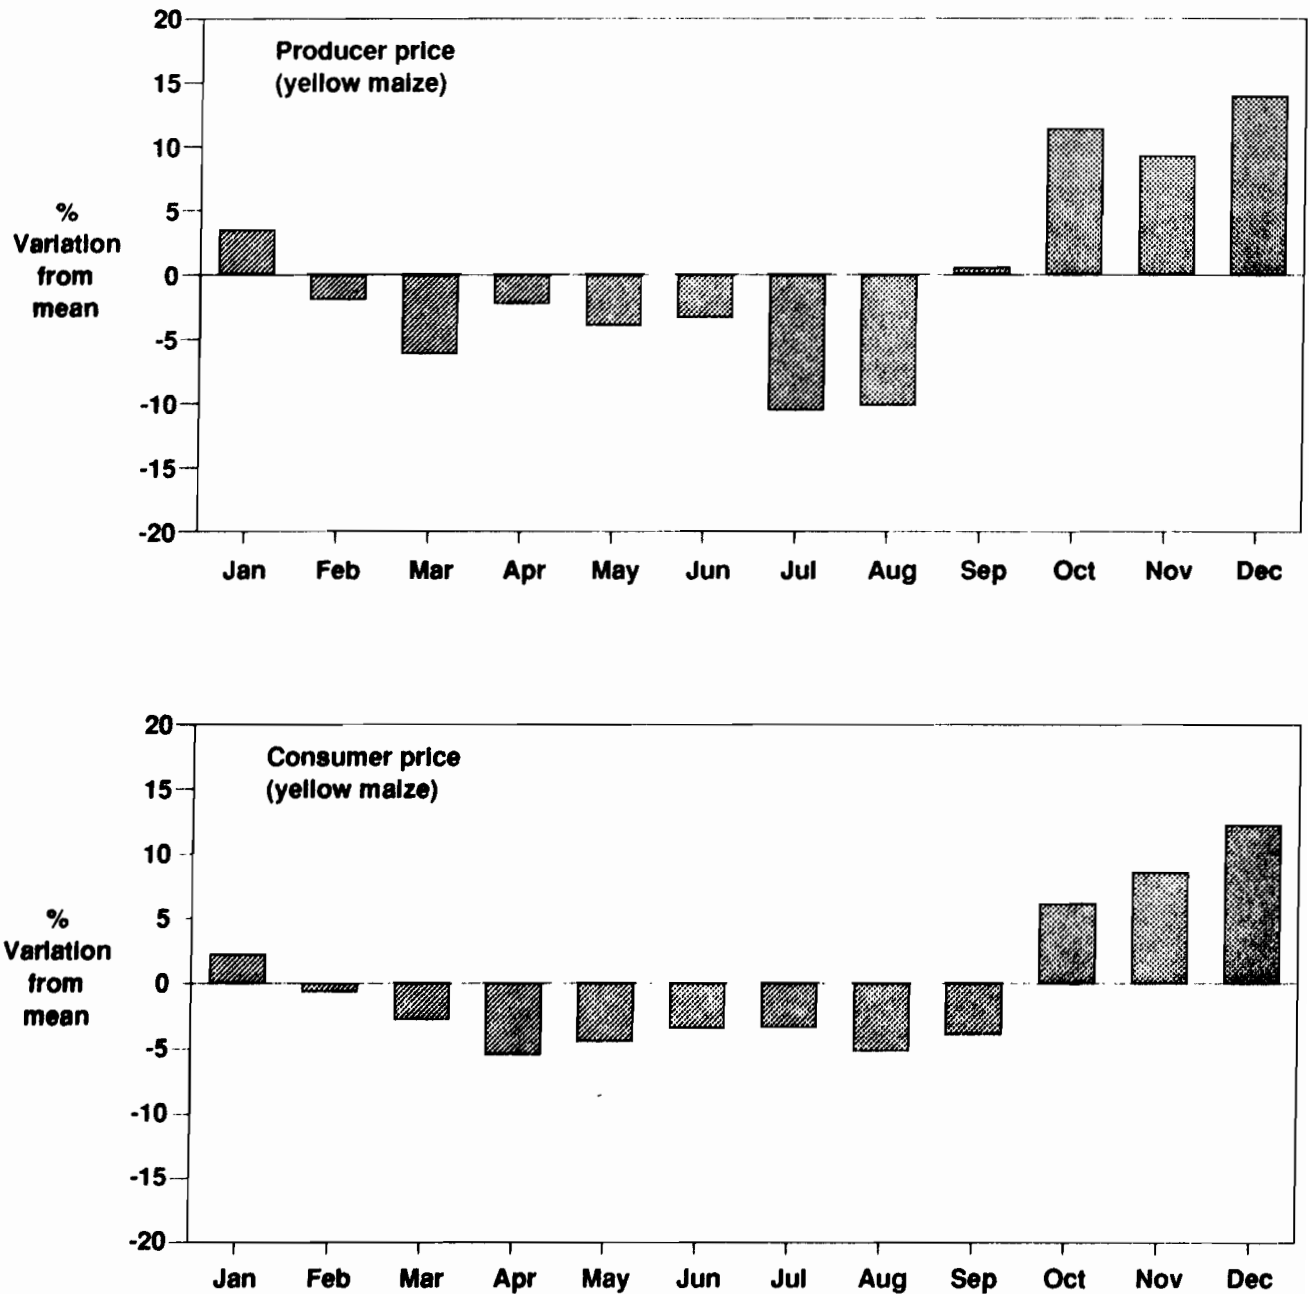 Producer price
(yellow maize)
%
Variation
from
mean
20
15
10
5
0
-5
-10
-15
-20
Jan Feb Mar Apr May Jun Jul Aug Sep Oct Nov Dec
Consumer price
(yellow maize)
%
Variation
from
mean
20
15
10
5
0
-5
-10
-15
-20
Jan Feb Mar Apr May Jun Jul Aug Sep Oct Nov Dec